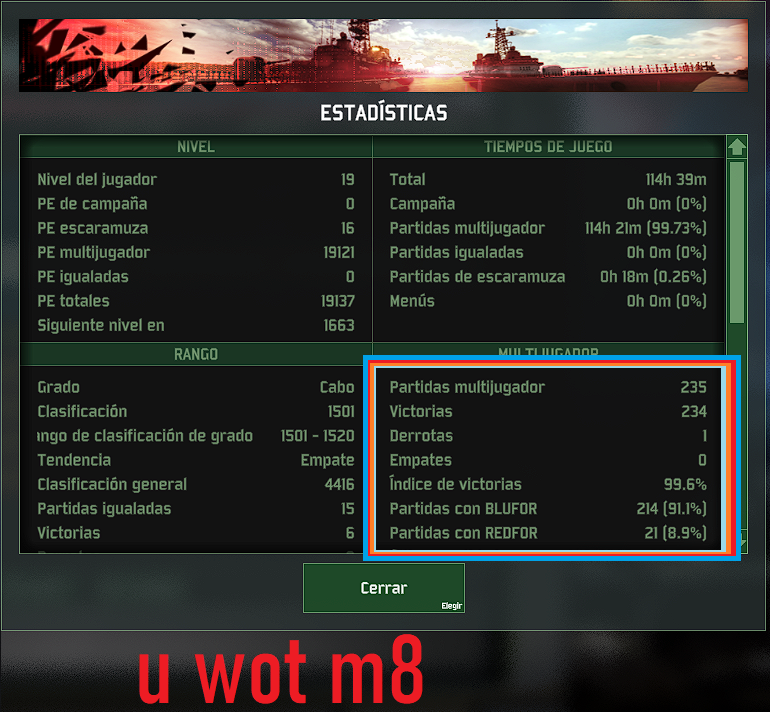 ESTADÍSTICAS
NIVEL
Nivel del jugador 19
PE de campaña 0
PE escaramuza 16
PE multijugador 19121
PE igualadas 0
PE totales 19137
Siguiente nivel en 1663
TIEMPOS DE JUEGO
Total 114h 39m
Campaña 0h 0m (0%)
Partidas multijugador 114h 21m (99.73%)
Partidas igualadas 0h 0m (0%)
Partidas de escaramuza 0h 18m (0.26%)
Menús 0h 0m (0%)
RANGO
Grado Cabo
Clasificación 1501
ango de clasificación de grado 1501 - 1520
Tendencia Empate
Clasificación general 4416
Partidas igualadas 15
Victorias 6
MULTIJUGADOR
Partidas multijugador 235
Victorias 234
Derrotas 1
Empates 0
Índice de victorias 99.6%
Partidas con BLUFOR 214 (91.1%)
Partidas con REDFOR 21 (8.9%)
Cerrar
Elegir
u wot m8